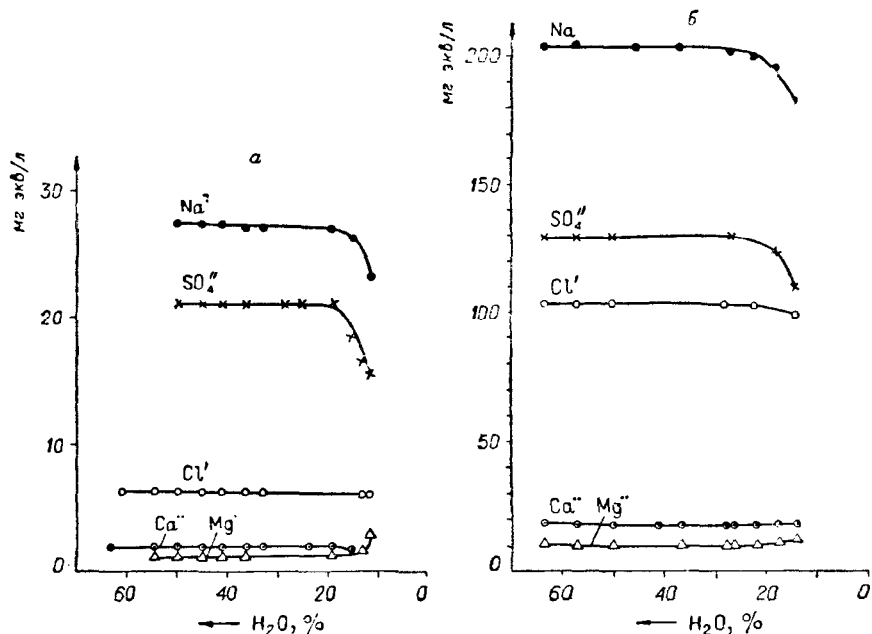 а
мг экв/л
30
20
10
0
Na⁺
SO₄″
Cl′
Ca¨
Mg¨
60
40
20
0
H₂O, %
б
мг экв/л
200
150
100
50
0
Na
SO₄″
Cl′
Ca¨
Mg¨
60
40
20
0
H₂O, %